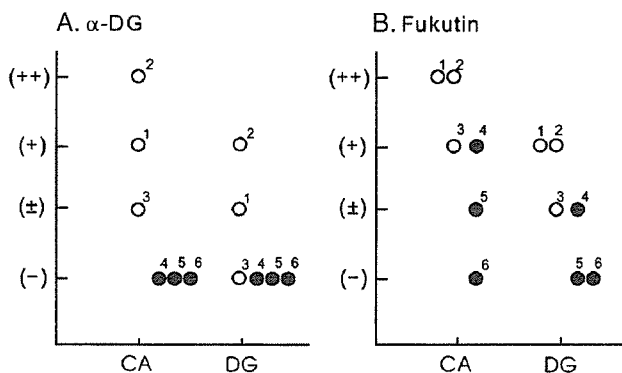 A. α-DG
(++)
2
(+)
1
2
(±)
3
1
(-)
4 5 6
3 4 5 6
CA
DG
B. Fukutin
(++)
1 2
(+)
3 4
1 2
(±)
5
3 4
(-)
6
5 6
CA
DG